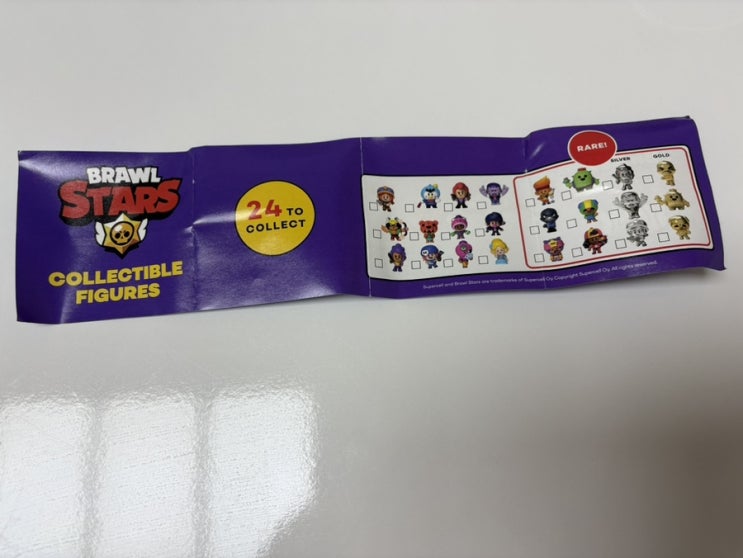 BRAWL
STARS
COLLECTIBLE
FIGURES
24 TO
COLLECT
RARE!
SILVER
GOLD
Supercell and Brawl Stars are trademarks of Supercell Oy. Copyright Supercell Oy. All rights reserved.